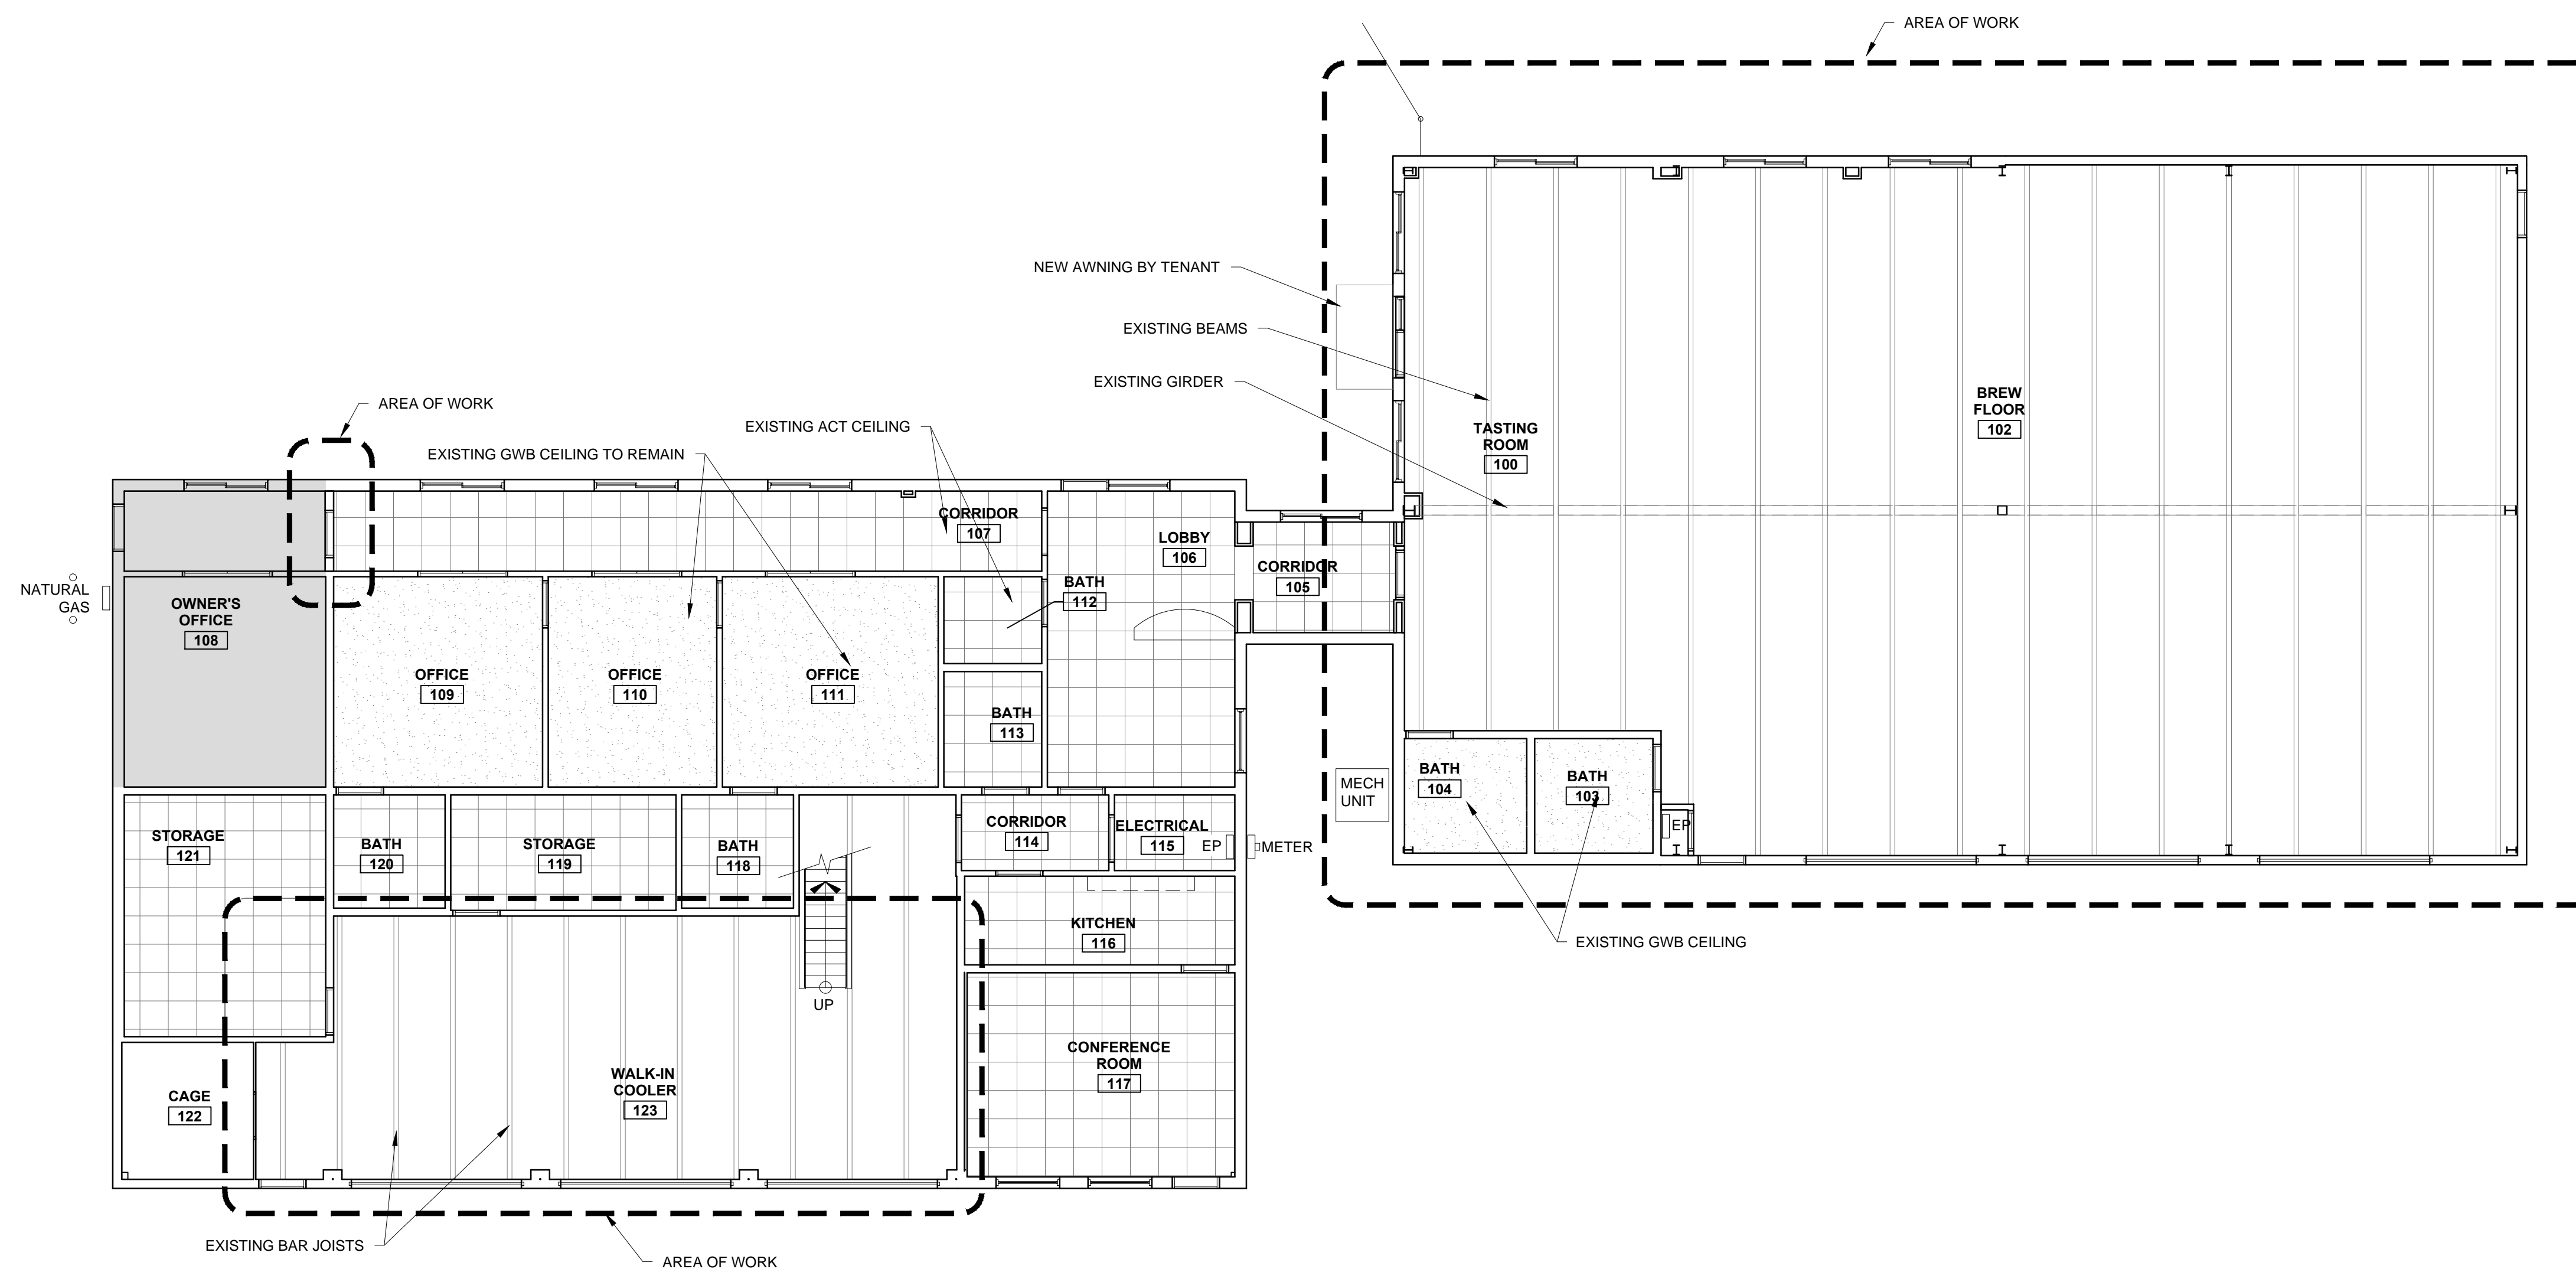 AREA OF WORK
NEW AWNING BY TENANT
EXISTING BEAMS
EXISTING GIRDER
BREW
FLOOR
102
TASTING
ROOM
100
AREA OF WORK
EXISTING ACT CEILING
EXISTING GWB CEILING TO REMAIN
CORRIDOR
107
LOBBY
106
CORRIDOR
105
BATH
112
NATURAL
GAS
OWNER'S
OFFICE
108
OFFICE
109
OFFICE
110
OFFICE
111
BATH
113
MECH
UNIT
BATH
104
BATH
103
EP
STORAGE
121
BATH
120
STORAGE
119
BATH
118
CORRIDOR
114
ELECTRICAL
115
EP
METER
KITCHEN
116
EXISTING GWB CEILING
UP
CONFERENCE
ROOM
117
WALK-IN
COOLER
123
CAGE
122
EXISTING BAR JOISTS
AREA OF WORK